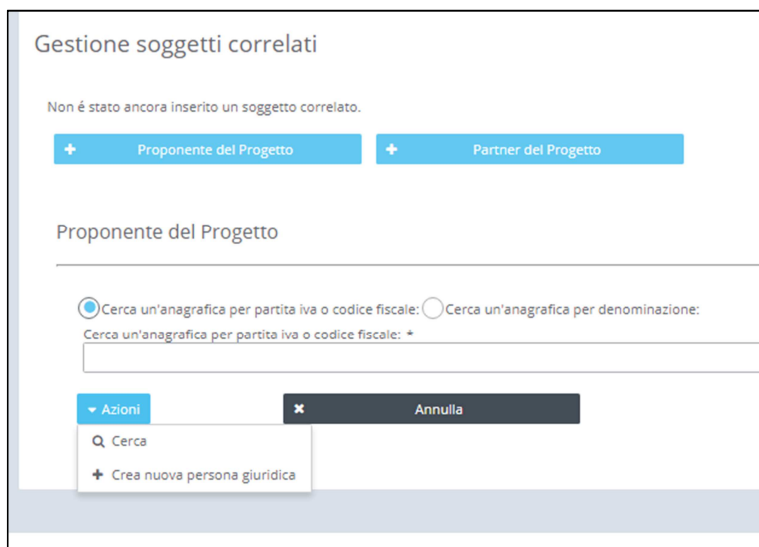 Gestione soggetti correlati
Non é stato ancora inserito un soggetto correlato.
Proponente del Progetto
Partner del Progetto
Proponente del Progetto
Cerca un'anagrafica per partita iva o codice fiscale: Cerca un'anagrafica per denominazione:
Cerca un'anagrafica per partita iva o codice fiscale: *
Azioni
Annulla
Cerca
Crea nuova persona giuridica